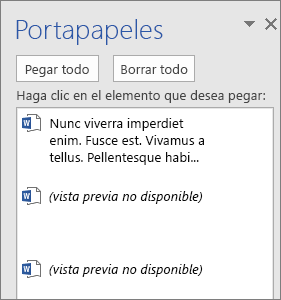 Portapapeles
Pegar todo
Borrar todo
Haga clic en el elemento que desea pegar:
Nunc viverra imperdiet
enim. Fusce est. Vivamus a
tellus. Pellentesque habi...
(vista previa no disponible)
(vista previa no disponible)